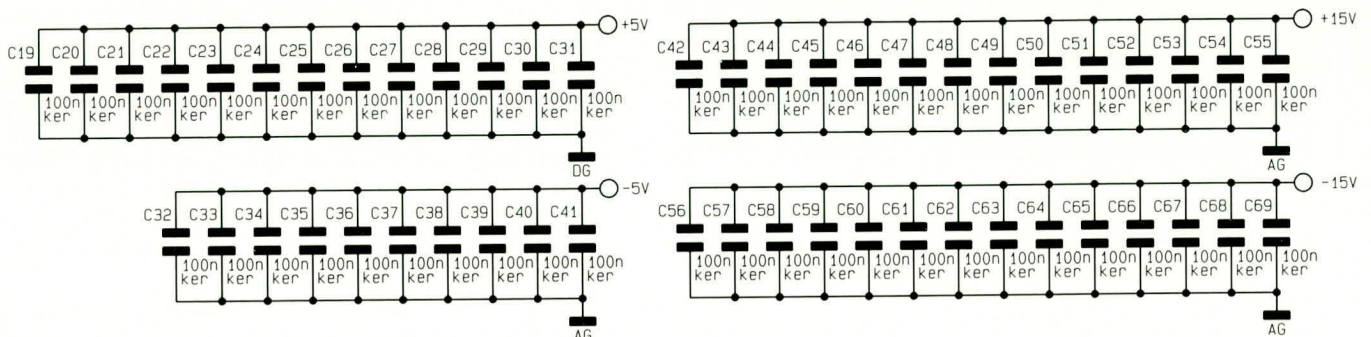 +5V
C19 C20 C21 C22 C23 C24 C25 C26 C27 C28 C29 C30 C31
100n 100n 100n 100n 100n 100n 100n 100n 100n 100n 100n 100n 100n
ker ker ker ker ker ker ker ker ker ker ker ker ker
DG
+15V
C42 C43 C44 C45 C46 C47 C48 C49 C50 C51 C52 C53 C54 C55
100n 100n 100n 100n 100n 100n 100n 100n 100n 100n 100n 100n 100n 100n
ker ker ker ker ker ker ker ker ker ker ker ker ker ker
AG
-5V
C32 C33 C34 C35 C36 C37 C38 C39 C40 C41
100n 100n 100n 100n 100n 100n 100n 100n 100n 100n
ker ker ker ker ker ker ker ker ker ker
AG
-15V
C56 C57 C58 C59 C60 C61 C62 C63 C64 C65 C66 C67 C68 C69
100n 100n 100n 100n 100n 100n 100n 100n 100n 100n 100n 100n 100n 100n
ker ker ker ker ker ker ker ker ker ker ker ker ker ker
AG